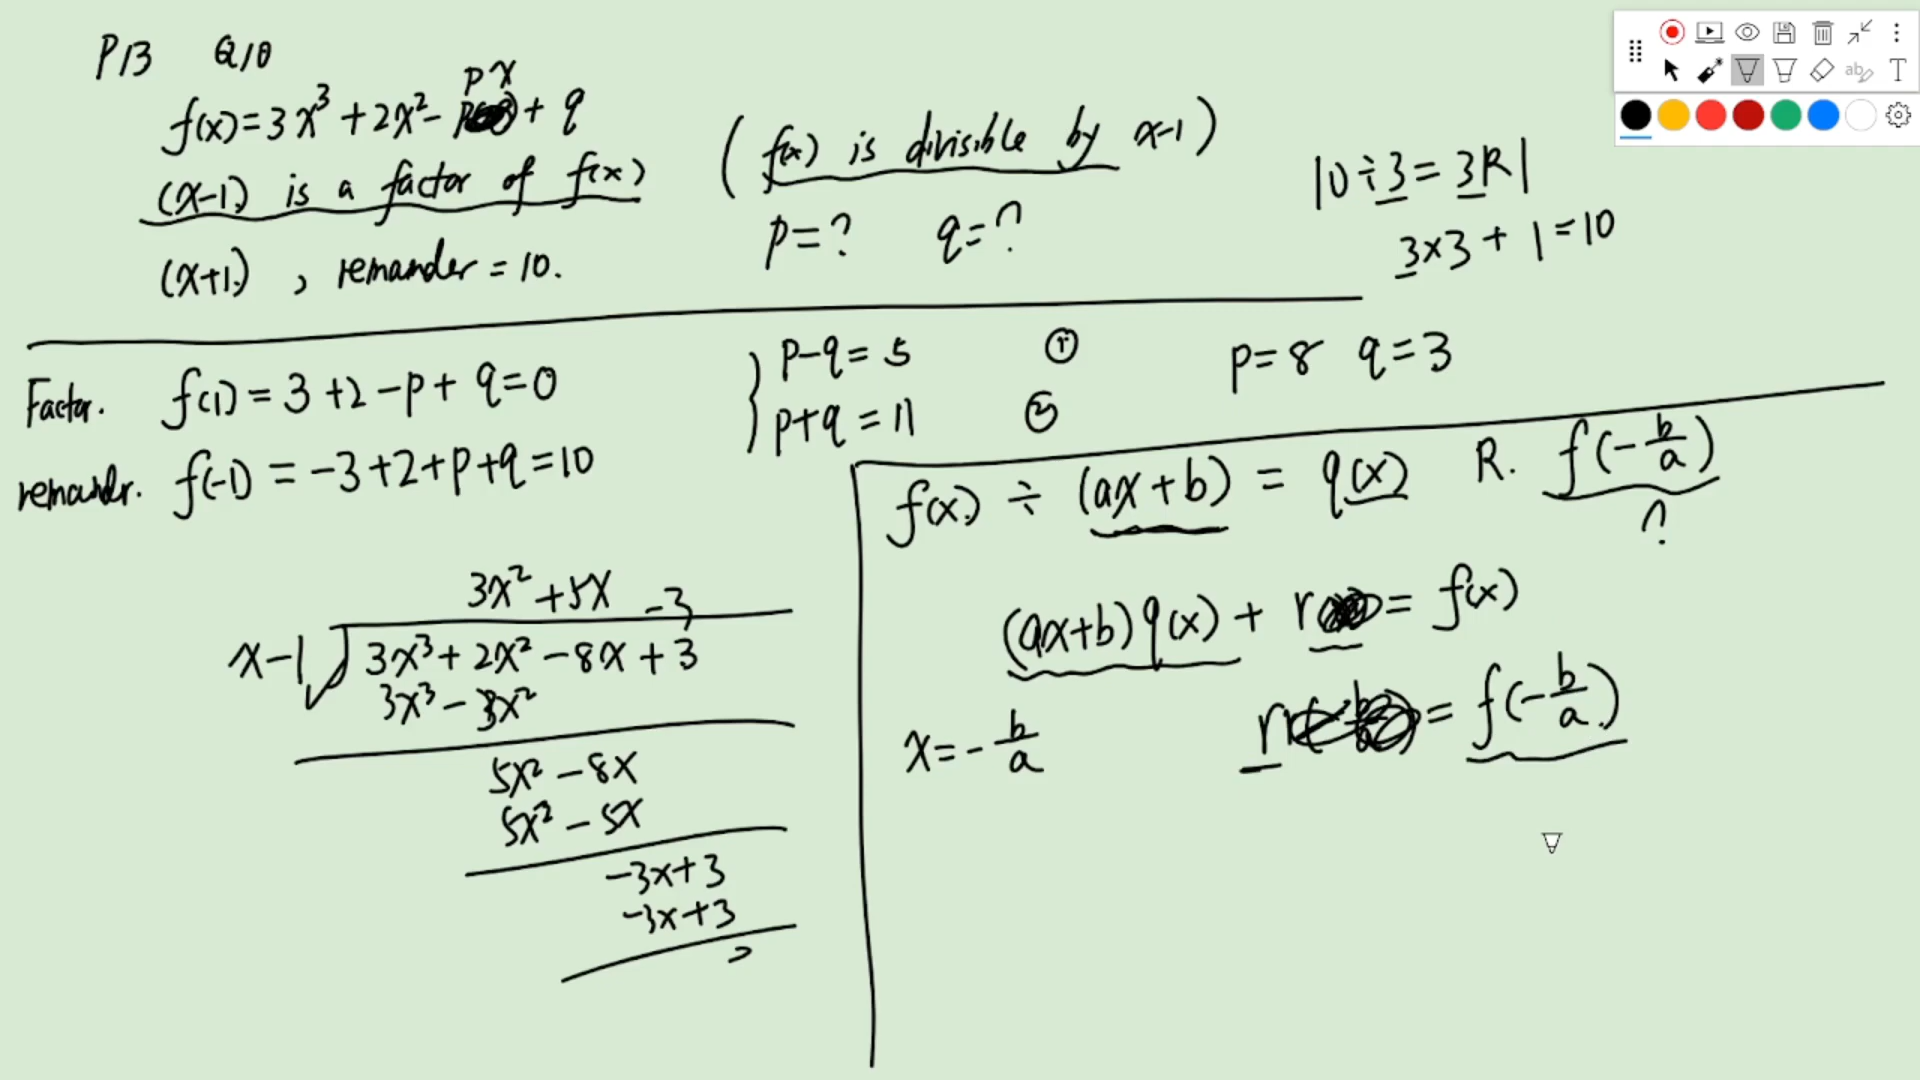 P13 Q10
f(x)=3x³+2x²-px+q
(x-1) is a factor of f(x)
(f(x) is divisible by x-1)
(x+1), remander=10.
p=? q=?
10÷3=3R1
3×3+1=10
Factor. f(1)=3+2-p+q=0
remandr. f(-1)=-3+2+p+q=10
p-q=5 ①
p+q=11 ②
p=8 q=3
3x²+5x-3
x-1 3x³+2x²-8x+3
3x³-3x²
5x²-8x
5x²-5x
-3x+3
-3x+3
f(x)÷(ax+b)=q(x) R. f(-b/a)
?
(ax+b)q(x)+r=f(x)
x=-b/a
r=f(-b/a)
ab
T